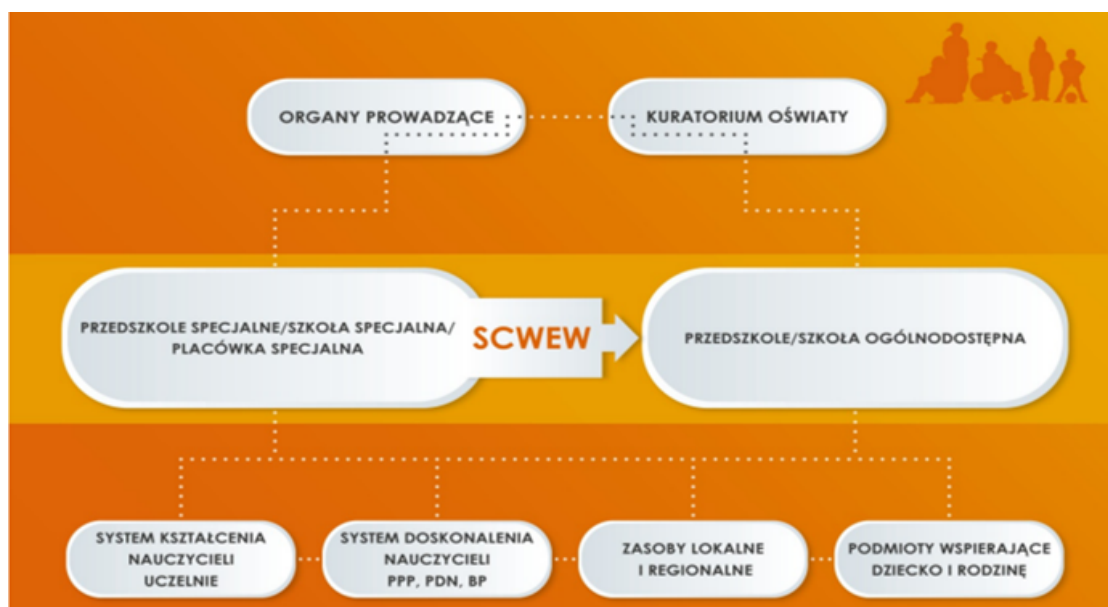 ORGANY PROWADZĄCE
KURATORIUM OŚWIATY
PRZEDSZKOLE SPECJALNE/SZKOŁA SPECJALNA/
PLACÓWKA SPECJALNA
SCWEW
PRZEDSZKOLE/SZKOŁA OGÓLNODOSTĘPNA
SYSTEM KSZTAŁCENIA
NAUCZYCIELI
UCZELNIE
SYSTEM DOSKONALENIA
NAUCZYCIELI
PPP, PDN, BP
ZASOBY LOKALNE
I REGIONALNE
PODMIOTY WSPIERAJĄCE
DZIECKO I RODZINĘ